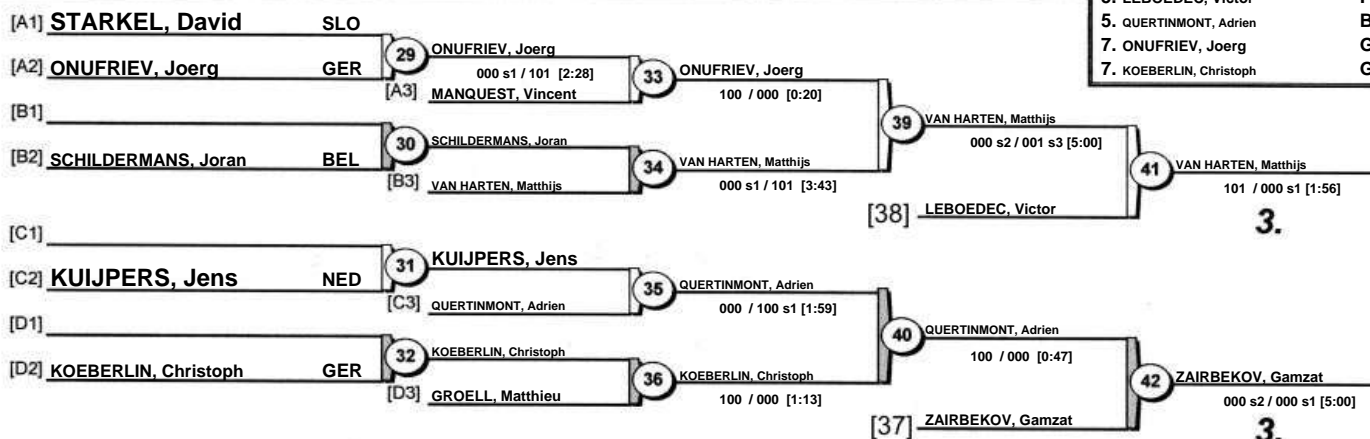 3. LEBOEDEC, Victor
5. QUERTINMONT, Adrien B
7. ONUFRIEV, Joerg G
7. KOEBERLIN, Christoph G
[A1] STARKEL, David SLO
29
ONUFRIEV, Joerg
[A2] ONUFRIEV, Joerg GER
000 s1 / 101 [2:28]
33
ONUFRIEV, Joerg
[A3] MANQUEST, Vincent
100 / 000 [0:20]
[B1]
39
VAN HARTEN, Matthijs
000 s2 / 001 s3 [5:00]
30
SCHILDERMANS, Joran
[B2] SCHILDERMANS, Joran BEL
34
VAN HARTEN, Matthijs
41
VAN HARTEN, Matthijs
[B3] VAN HARTEN, Matthijs
000 s1 / 101 [3:43]
101 / 000 s1 [1:56]
[38] LEBOEDEC, Victor
3.
[C1]
31
KUIJPERS, Jens
[C2] KUIJPERS, Jens NED
35
QUERTINMONT, Adrien
[C3] QUERTINMONT, Adrien
000 / 100 s1 [1:59]
[D1]
40
QUERTINMONT, Adrien
32
KOEBERLIN, Christoph
100 / 000 [0:47]
[D2] KOEBERLIN, Christoph GER
36
KOEBERLIN, Christoph
42
ZAIRBEKOV, Gamzat
[D3] GROELL, Matthieu
100 / 000 [1:13]
000 s2 / 000 s1 [5:00]
[37] ZAIRBEKOV, Gamzat
3.